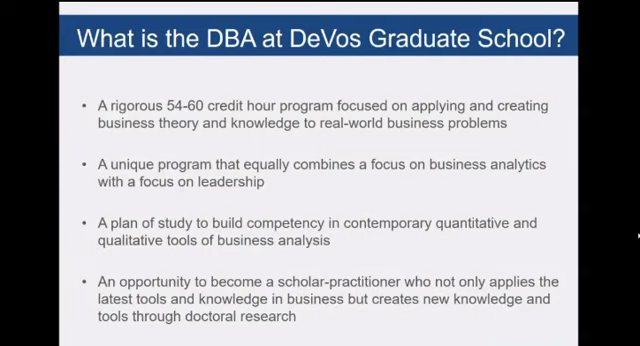 What is the DBA at DeVos Graduate School?
• A rigorous 54-60 credit hour program focused on applying and creating
business theory and knowledge to real-world business problems
• A unique program that equally combines a focus on business analytics
with a focus on leadership
• A plan of study to build competency in contemporary quantitative and
qualitative tools of business analysis
• An opportunity to become a scholar-practitioner who not only applies the
latest tools and knowledge in business but creates new knowledge and
tools through doctoral research